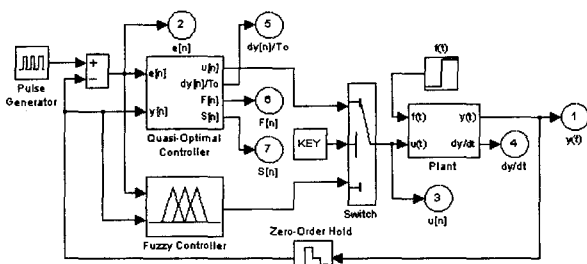 2
e[n]
5
dy[n]/To
f(t)
Pulse
Generator
+
−
e[n]
y[n]
u[n]
dy[n]/To
F[n]
S[n]
Quasi-Optimal
Controller
6
F[n]
7
S[n]
KEY
Switch
f(t)
u(t)
y(t)
dy/dt
Plant
1
y(t)
4
dy/dt
3
u[n]
Fuzzy Controller
Zero-Order Hold